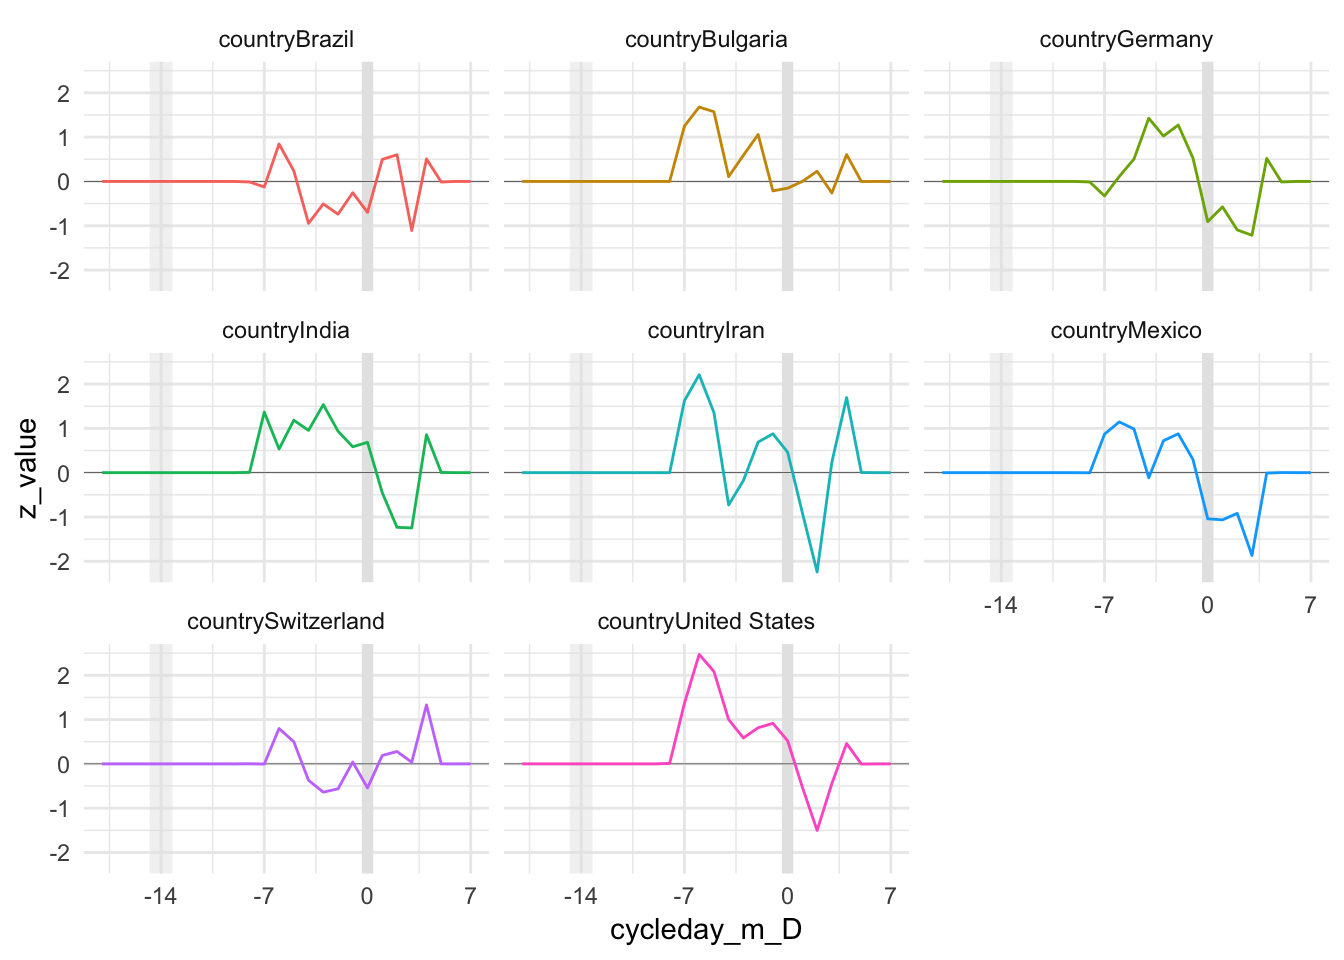 countryBrazil countryBulgaria countryGermany
2
1
0
-1
-2
countryIndia countryIran countryMexico
2
1
0
-1
-2
-14 -7 0 7
countrySwitzerland countryUnited States
2
1
0
-1
-2
-14 -7 0 7 -14 -7 0 7
cycleday_m_D
z_value